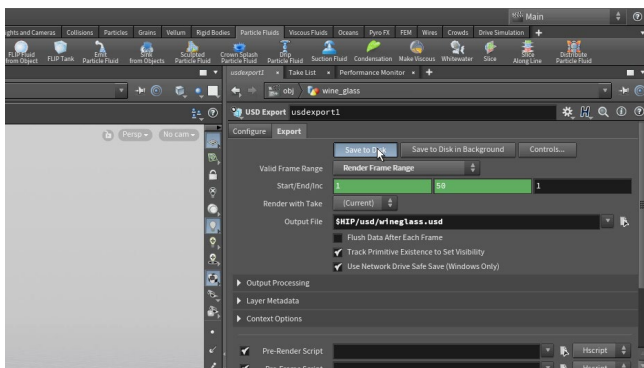 Main
ights and Cameras Collisions Particles Grains Vellum Rigid Bodies Particle Fluids Viscous Fluids Oceans Pyro FX FEM Wires Crowds Drive Simulation
FLIP Fluid from Object
FLIP Tank
Emit Particle Fluid
Sink from Objects
Sculpted Particle Fluid
Crown Splash Particle Fluid
Drip Particle Fluid
Suction Fluid
Condensation
Make Viscous
Whitewater
Slice
Slice Along Line
Distribute Particle Fluid
usdexport1 × Take List × Performance Monitor ×
obj wine_glass
USD Export usdexport1
Persp No cam
Configure Export
Save to Disk Save to Disk in Background Controls...
Valid Frame Range Render Frame Range
Start/End/Inc 1 50 1
Render with Take (Current)
Output File $HIP/usd/wineglass.usd
Flush Data After Each Frame
Track Primitive Existence to Set Visibility
Use Network Drive Safe Save (Windows Only)
Output Processing
Layer Metadata
Context Options
Pre-Render Script Hscript
Pre-Frame Script Hscript